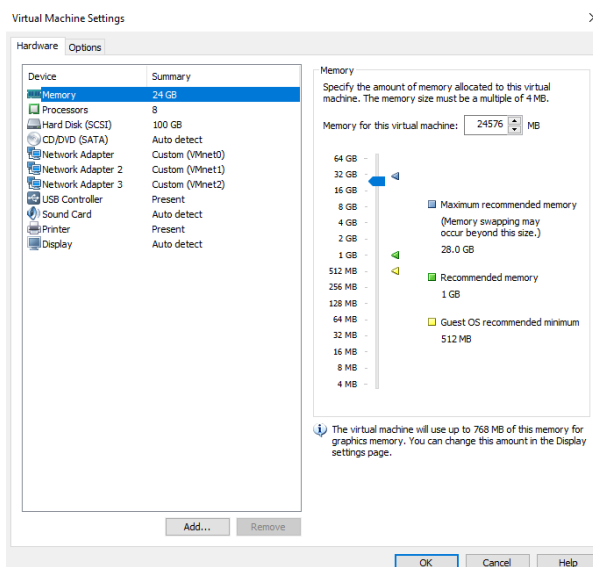 Virtual Machine Settings
Hardware Options
Device Summary
Memory 24 GB
Processors 8
Hard Disk (SCSI) 100 GB
CD/DVD (SATA) Auto detect
Network Adapter Custom (VMnet0)
Network Adapter 2 Custom (VMnet1)
Network Adapter 3 Custom (VMnet2)
USB Controller Present
Sound Card Auto detect
Printer Present
Display Auto detect
Add... Remove
Memory
Specify the amount of memory allocated to this virtual
machine. The memory size must be a multiple of 4 MB.
Memory for this virtual machine: 24576 MB
64 GB
32 GB
16 GB
8 GB
4 GB
2 GB
1 GB
512 MB
256 MB
128 MB
64 MB
32 MB
16 MB
8 MB
4 MB
Maximum recommended memory
(Memory swapping may
occur beyond this size.)
28.0 GB
Recommended memory
1 GB
Guest OS recommended minimum
512 MB
The virtual machine will use up to 768 MB of this memory for
graphics memory. You can change this amount in the Display
settings page.
OK Cancel Help